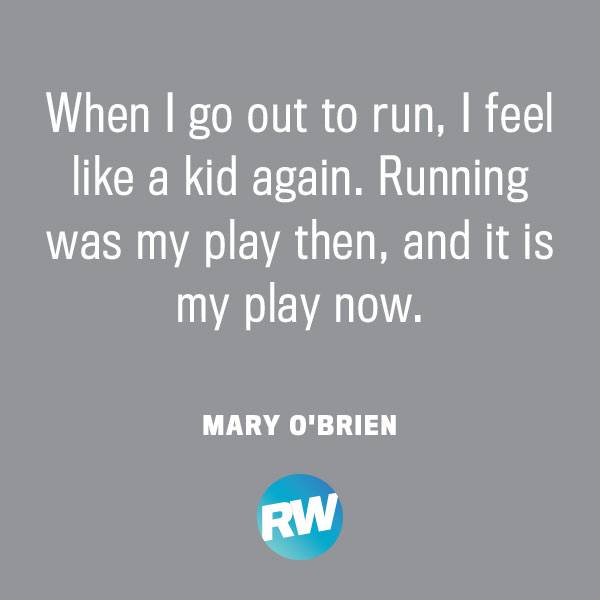 When I go out to run, I feel
like a kid again. Running
was my play then, and it is
my play now.
MARY O'BRIEN
RW